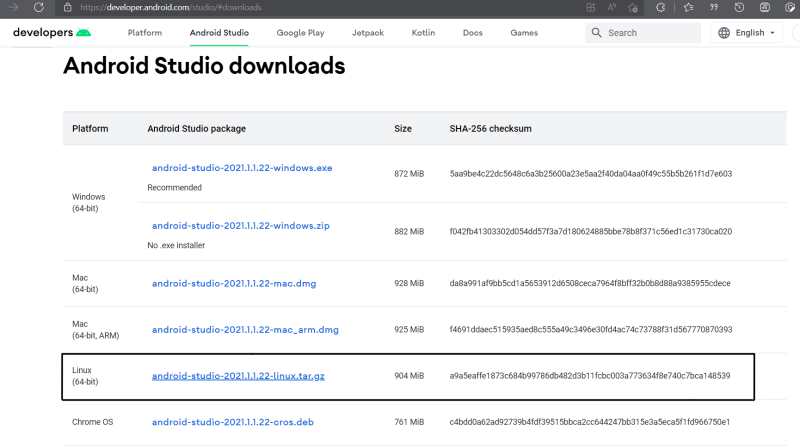 https://developer.android.com/studio/#downloads
developers
Platform
Android Studio
Google Play
Jetpack
Kotlin
Docs
Games
Search
English
Android Studio downloads
Platform Android Studio package Size SHA-256 checksum
Windows
(64-bit)
android-studio-2021.1.1.22-windows.exe 872 MiB 5aa9be4c22dc5648c6a3b25600a23e5aa2f40da04aa0f49c55b5b261f1d7e603
Recommended
android-studio-2021.1.1.22-windows.zip 882 MiB f042fb41303302d054dd57f3a7d180624885bbe78b8f371c56ed1c31730ca020
No .exe installer
Mac
(64-bit)
android-studio-2021.1.1.22-mac.dmg 928 MiB da8a991af9bb5cd1a5653912d6508ceca7964f8bff32b0b8d88a9385955cdece
Mac
(64-bit, ARM)
android-studio-2021.1.1.22-mac_arm.dmg 925 MiB f4691ddaec515935aed8c555a49c3496e30fd4ac74c73788f31d567770870393
Linux
(64-bit)
android-studio-2021.1.1.22-linux.tar.gz 904 MiB a9a5eaffe1873c684b99786db482d3b11fcbc003a773634f8e740c7bca148539
Chrome OS android-studio-2021.1.1.22-cros.deb 761 MiB c4bdd0a62ad92739b4fdf39515bbca2cc644247bb315e3a5eca5f1fd966750e1